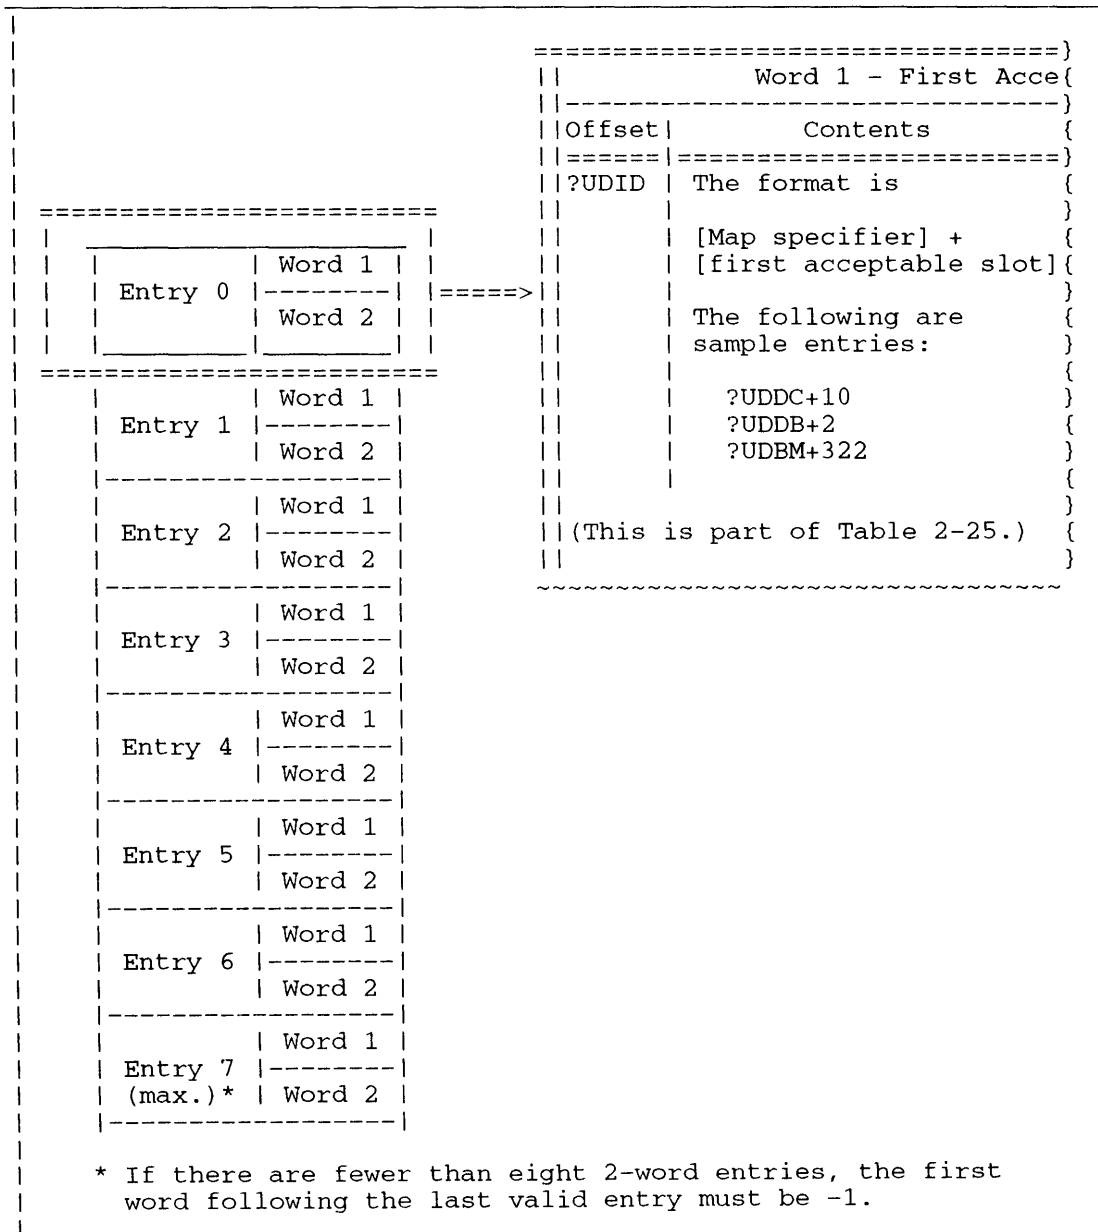 Word 1 - First Acce
Offset Contents
?UDID The format is
[Map specifier] +
[first acceptable slot]
The following are
sample entries:
?UDDC+10
?UDDB+2
?UDBM+322
(This is part of Table 2-25.)
Word 1
Entry 0
Word 2
Word 1
Entry 1
Word 2
Word 1
Entry 2
Word 2
Word 1
Entry 3
Word 2
Word 1
Entry 4
Word 2
Word 1
Entry 5
Word 2
Word 1
Entry 6
Word 2
Word 1
Entry 7
(max.)* Word 2
* If there are fewer than eight 2-word entries, the first
word following the last valid entry must be -1.